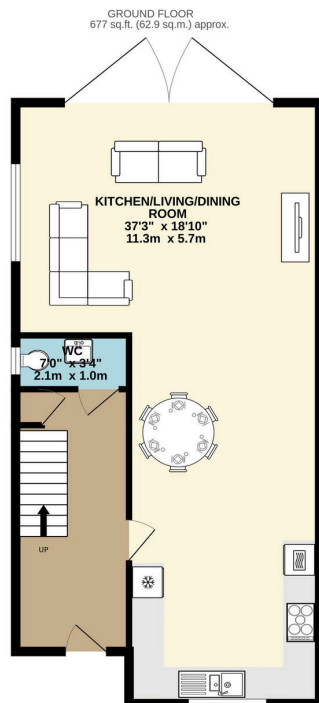 GROUND FLOOR
677 sq.ft. (62.9 sq.m.) approx.
KITCHEN/LIVING/DINING
ROOM
37'3" x 18'10"
11.3m x 5.7m
WC
7'0" x 3'4"
2.1m x 1.0m
UP